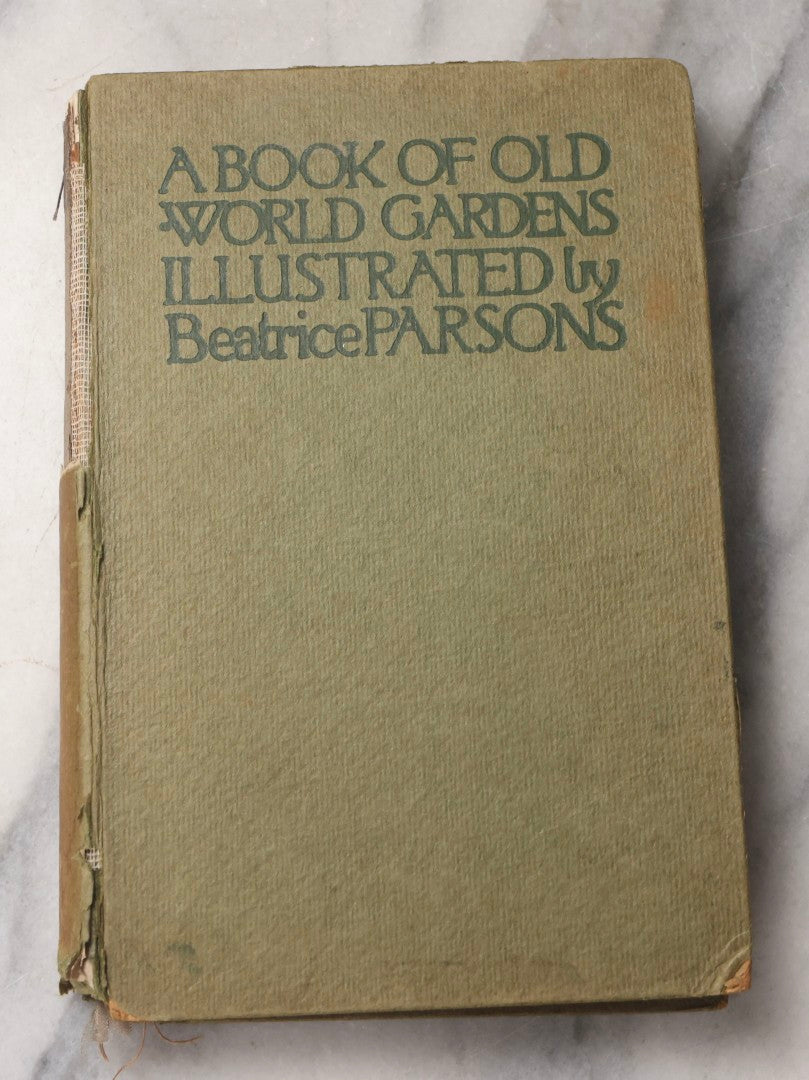 A BOOK OF OLD
WORLD GARDENS
ILLUSTRATED by
Beatrice PARSONS